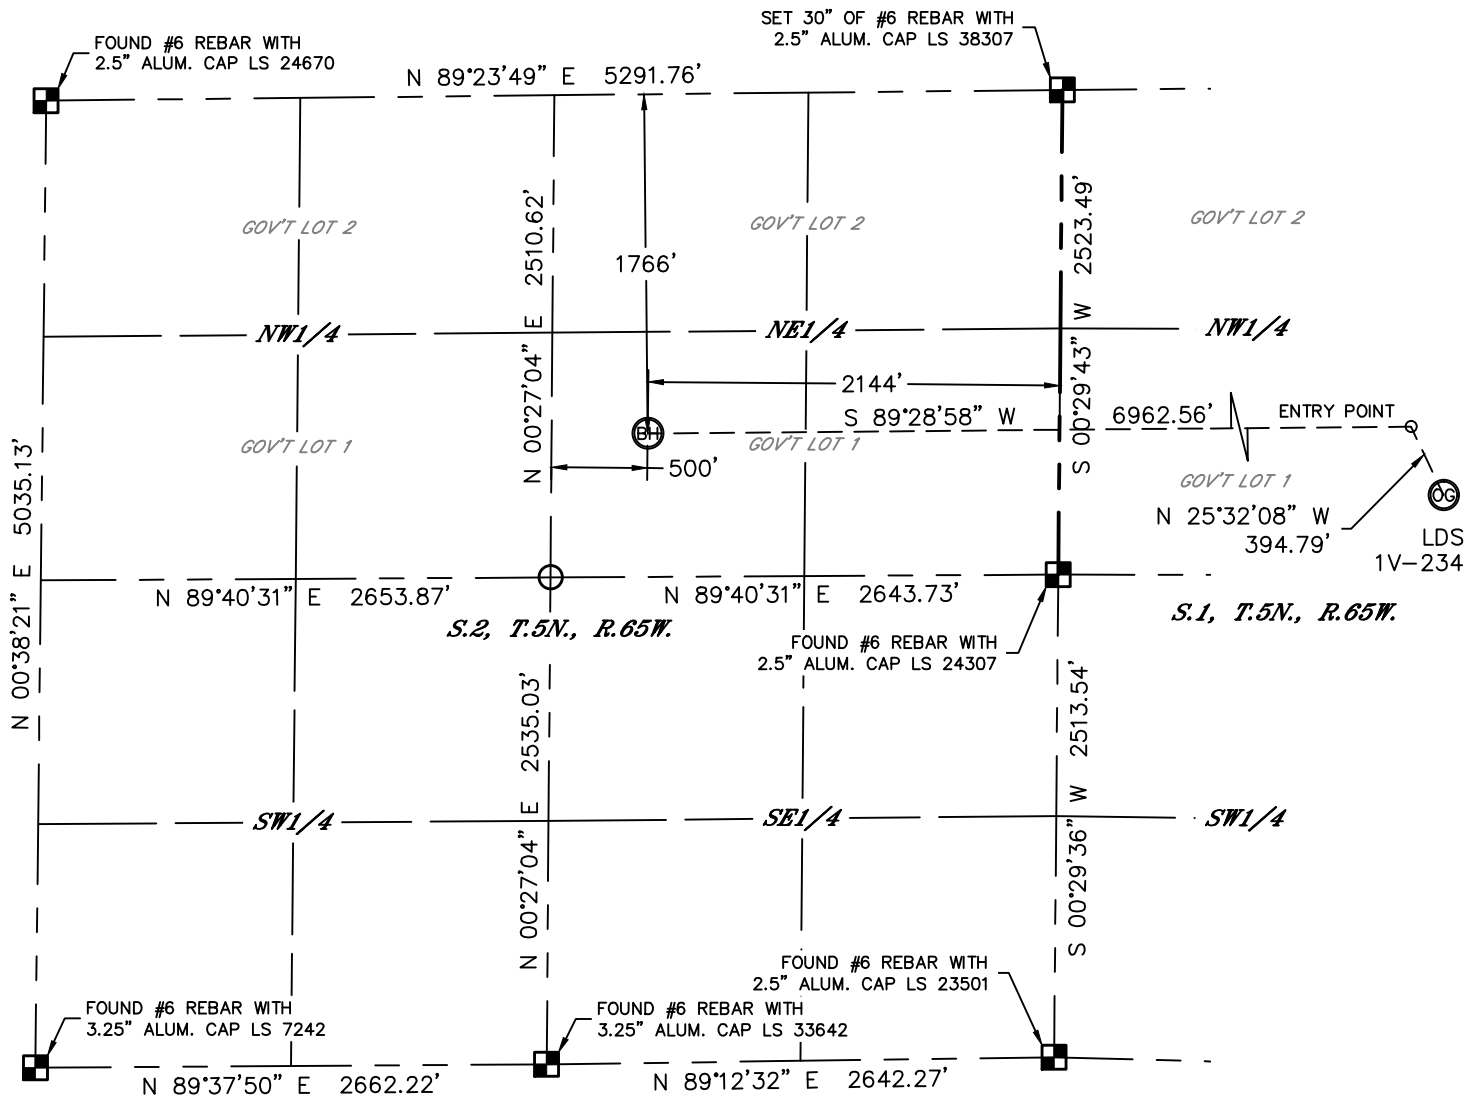 SET 30" OF #6 REBAR WITH
2.5" ALUM. CAP LS 38307
FOUND #6 REBAR WITH
2.5" ALUM. CAP LS 24670
N 89°23'49" E 5291.76'
GOV'T LOT 2
GOV'T LOT 2
GOV'T LOT 2
N 00°27'04" E 2510.62'
1766'
S 00°29'43" W 2523.49'
NW1/4
NE1/4
NW1/4
2144'
S 89°28'58" W 6962.56'
ENTRY POINT
BH
GOV'T LOT 1
GOV'T LOT 1
500'
GOV'T LOT 1
OG
N 25°32'08" W
394.79'
LDS
1V-234
N 00°38'21" E 5035.13'
N 89°40'31" E 2653.87'
N 89°40'31" E 2643.73'
S.2, T.5N., R.65W.
S.1, T.5N., R.65W.
FOUND #6 REBAR WITH
2.5" ALUM. CAP LS 24307
N 00°27'04" E 2535.03'
S 00°29'36" W 2513.54'
SW1/4
SE1/4
SW1/4
FOUND #6 REBAR WITH
2.5" ALUM. CAP LS 23501
FOUND #6 REBAR WITH
3.25" ALUM. CAP LS 7242
FOUND #6 REBAR WITH
3.25" ALUM. CAP LS 33642
N 89°37'50" E 2662.22'
N 89°12'32" E 2642.27'